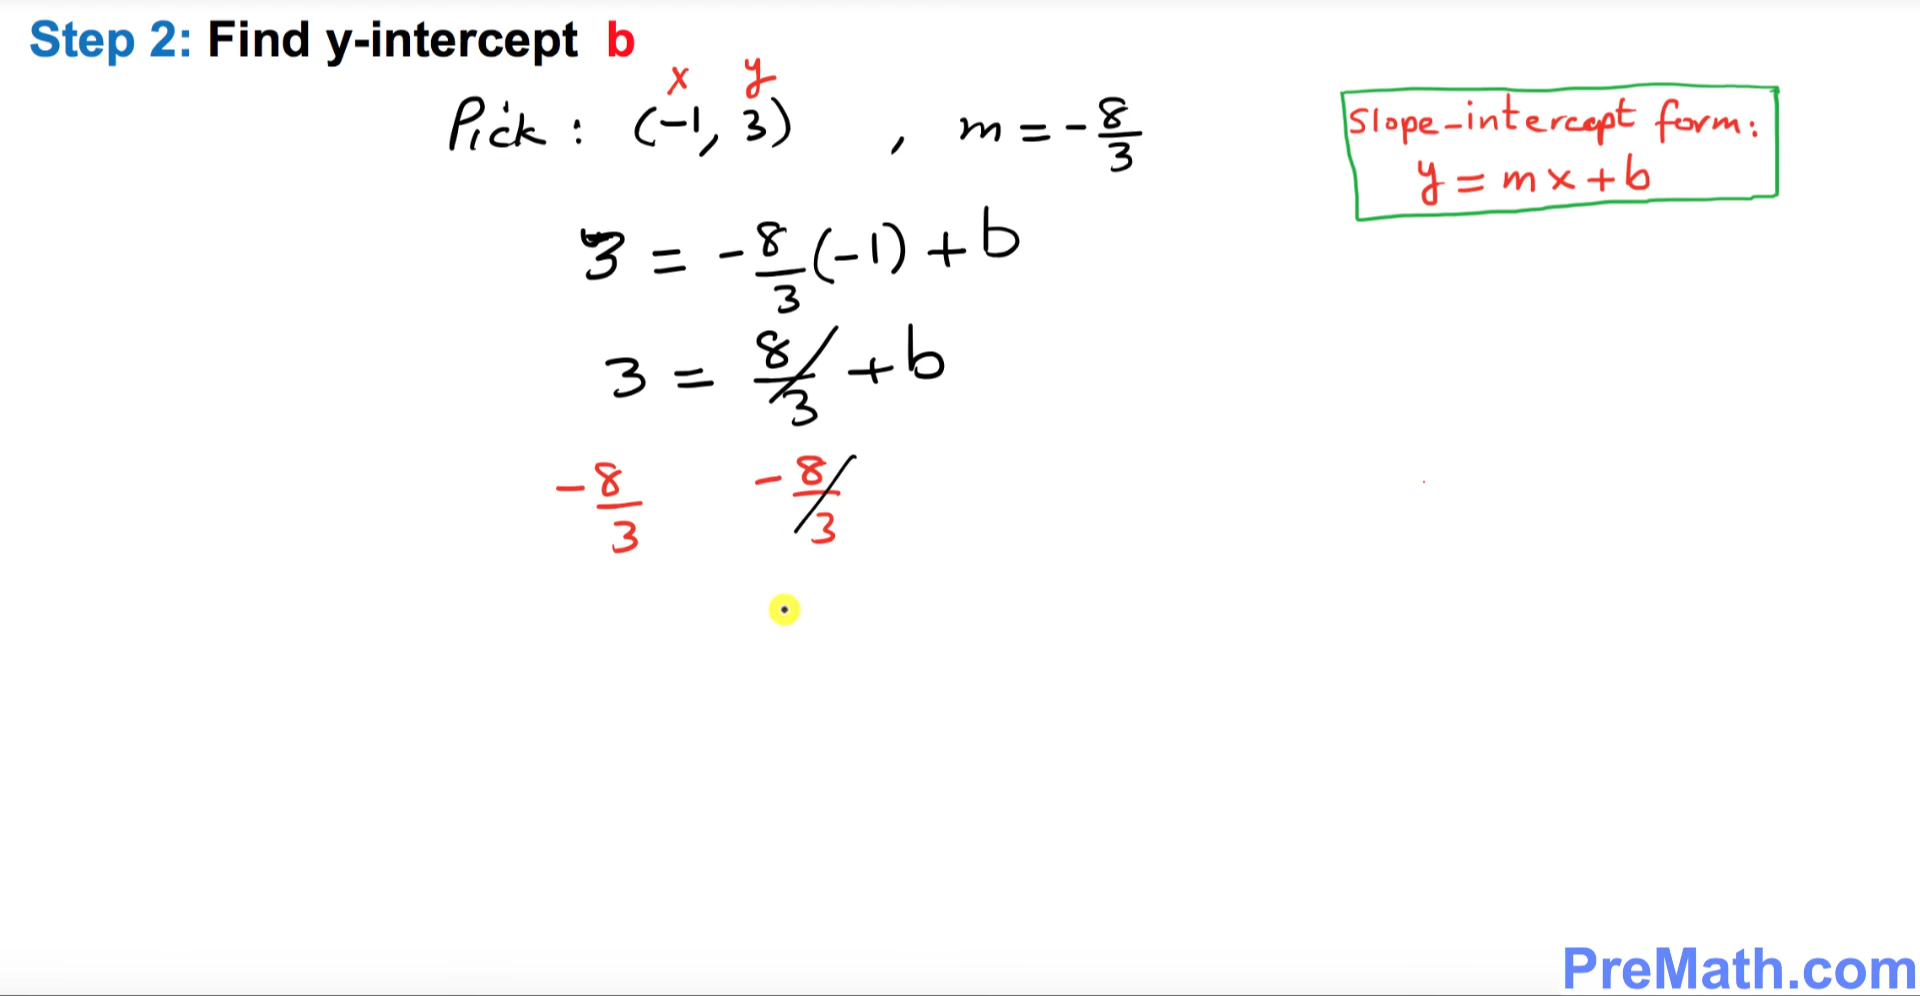 Step 2: Find y-intercept b
x y
Pick : (-1, 3) , m = -8/3
Slope-intercept form:
y = mx+b
3 = -8/3(-1) + b
3 = 8/3 + b
-8/3 -8/3
PreMath.com